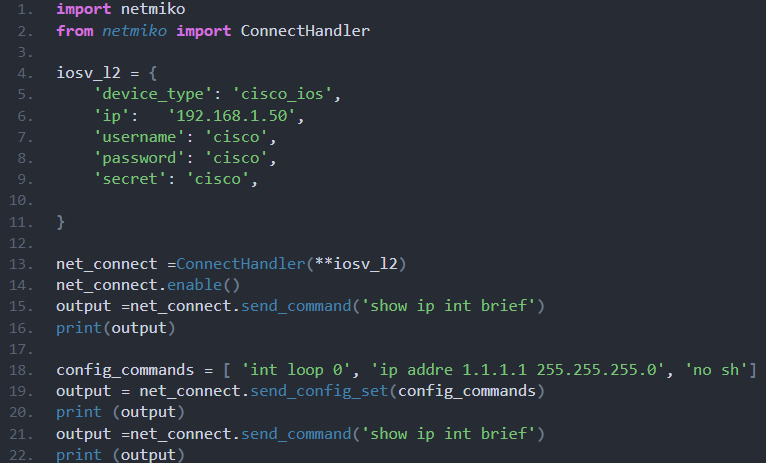 1. import netmiko
2. from netmiko import ConnectHandler
3.
4. iosv_l2 = {
5.     'device_type': 'cisco_ios',
6.     'ip':   '192.168.1.50',
7.     'username': 'cisco',
8.     'password': 'cisco',
9.     'secret': 'cisco',
10.
11. }
12.
13. net_connect =ConnectHandler(**iosv_l2)
14. net_connect.enable()
15. output =net_connect.send_command('show ip int brief')
16. print(output)
17.
18. config_commands = [ 'int loop 0', 'ip addre 1.1.1.1 255.255.255.0', 'no sh']
19. output = net_connect.send_config_set(config_commands)
20. print (output)
21. output =net_connect.send_command('show ip int brief')
22. print (output)